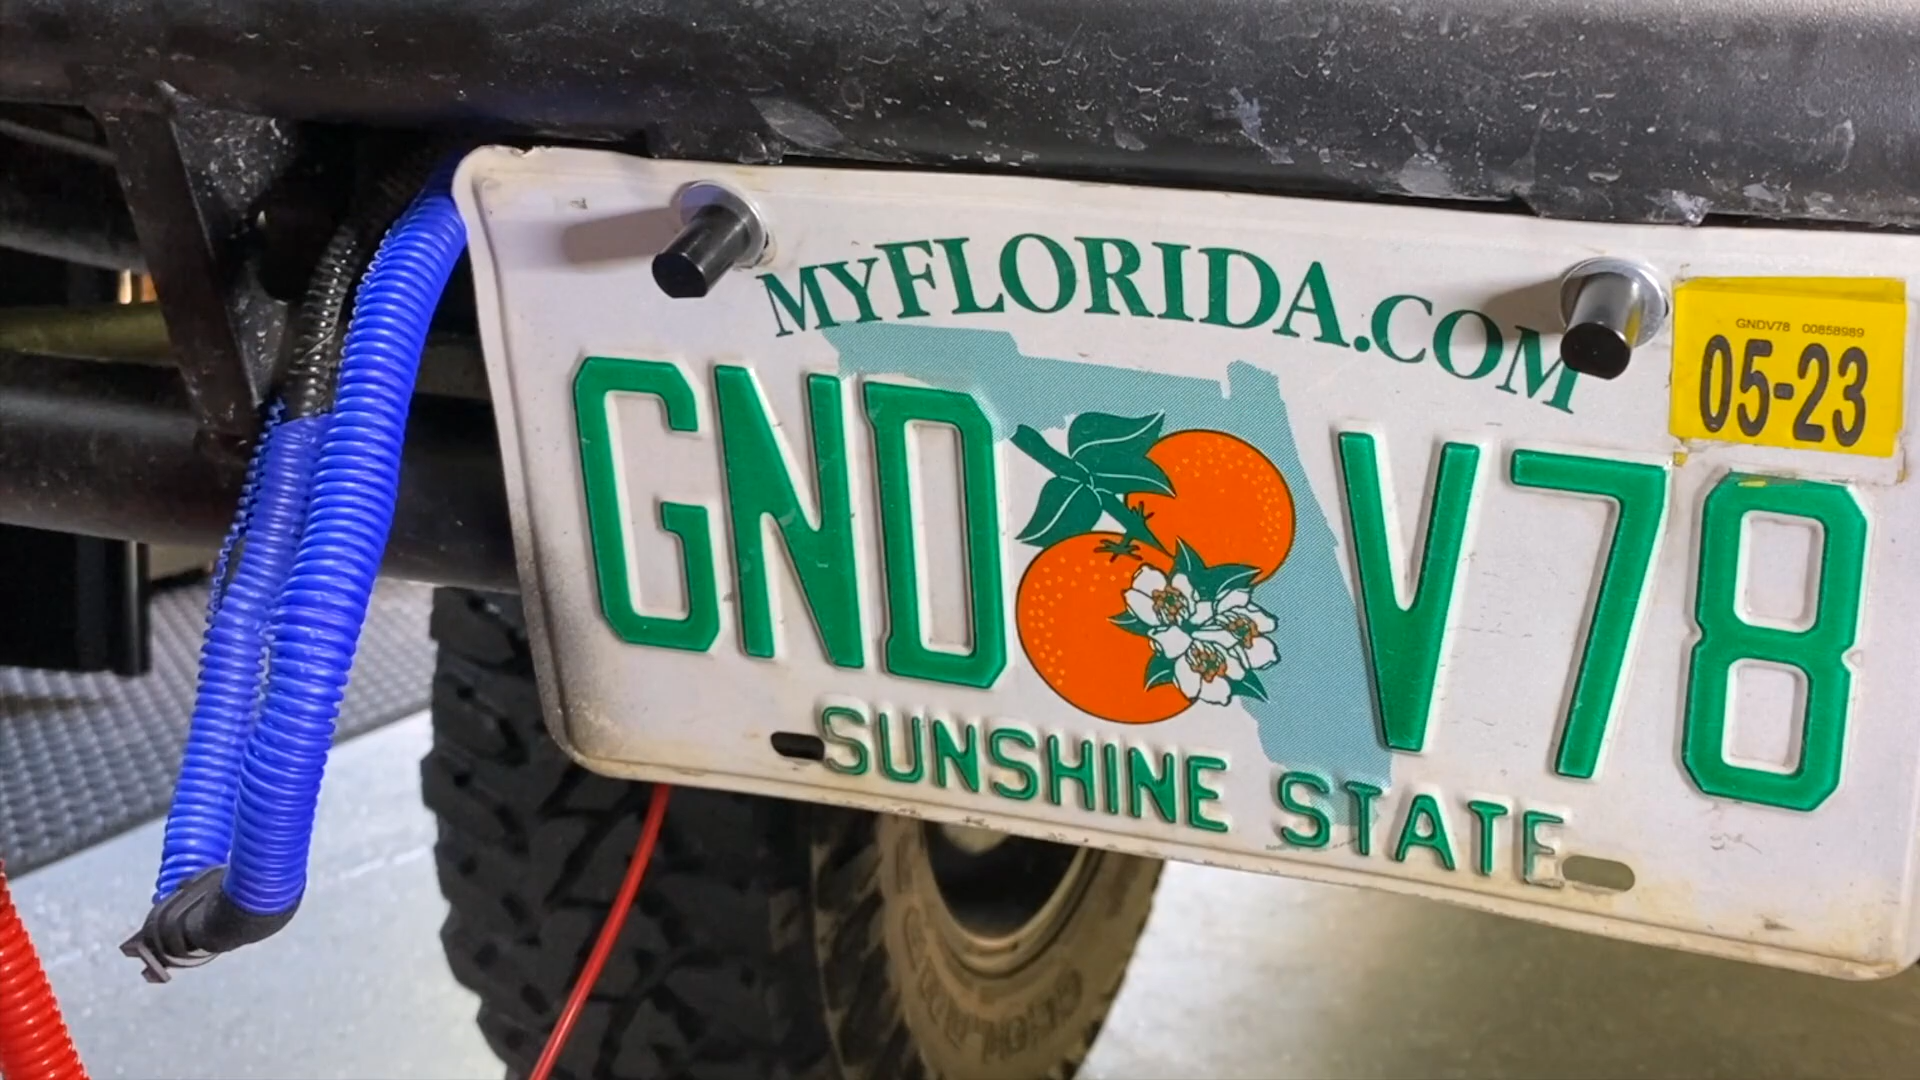 MYFLORIDA.COM
GNDV78 00858989
05-23
GND V78
SUNSHINE STATE